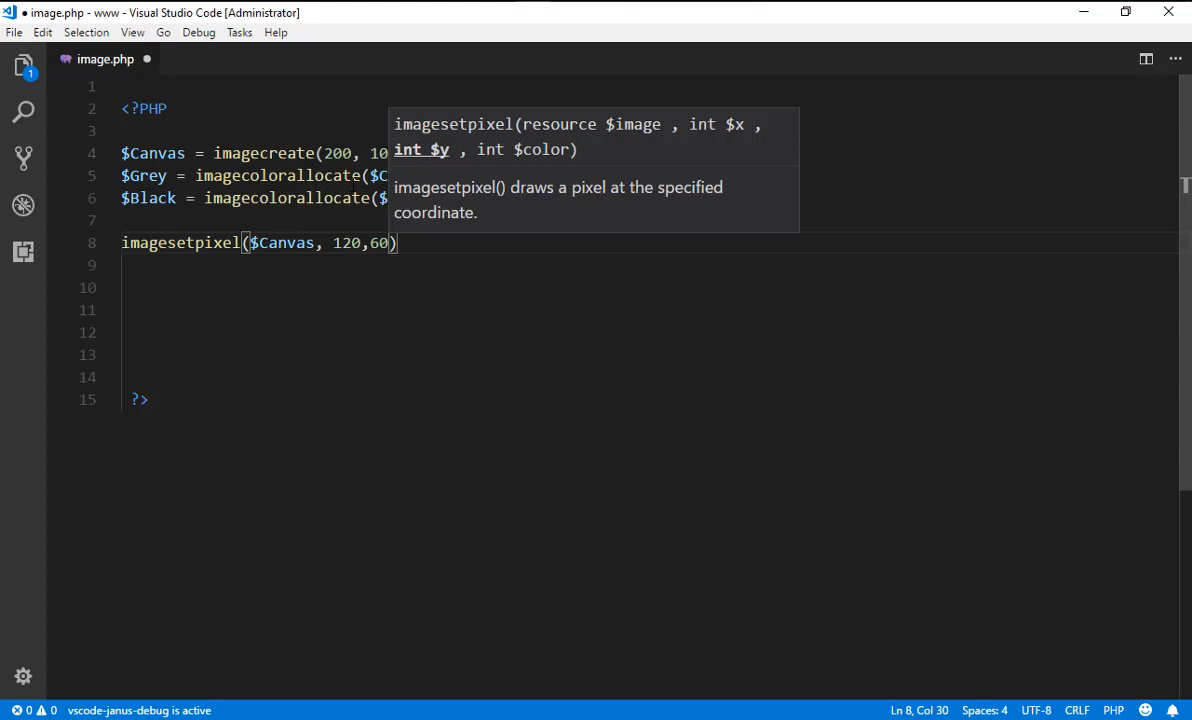 ● image.php - www - Visual Studio Code [Administrator]
File Edit Selection View Go Debug Tasks Help
1
image.php ●
1
2 <?PHP
3
4 $Canvas = imagecreate(200, 10
5 $Grey = imagecolorallocate($C
6 $Black = imagecolorallocate($
7
8 imagesetpixel($Canvas, 120,60)
9
10
11
12
13
14
15 ?>
imagesetpixel(resource $image , int $x ,
int $y , int $color)
imagesetpixel() draws a pixel at the specified
coordinate.
0 0 vscode-janus-debug is active Ln 8, Col 30 Spaces: 4 UTF-8 CRLF PHP